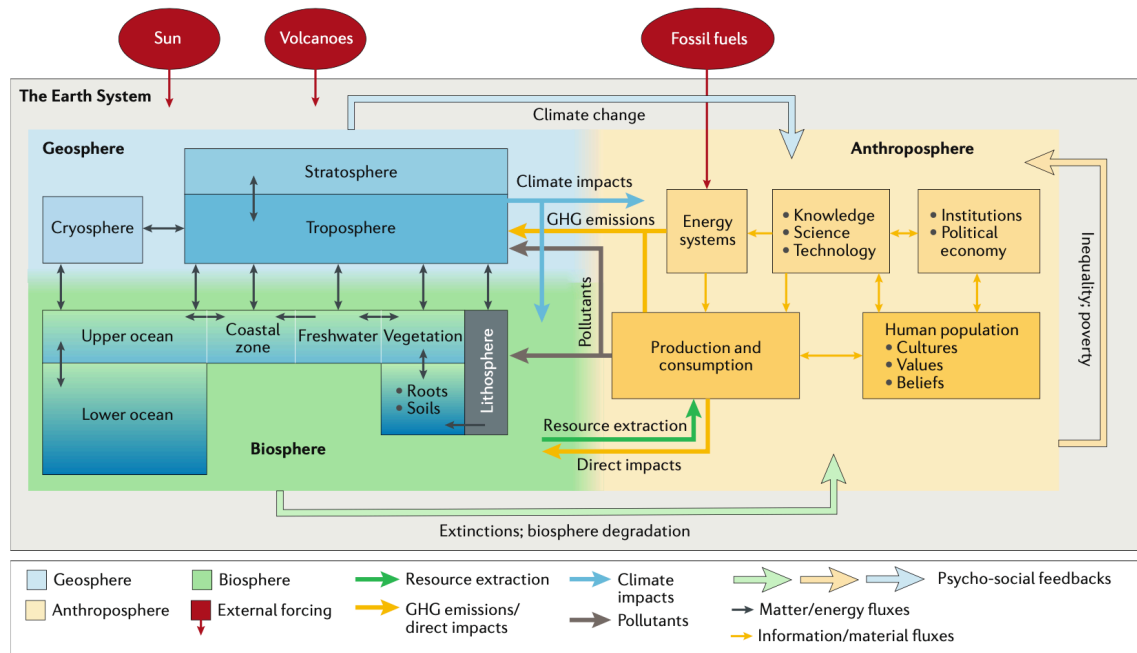 Sun
Volcanoes
Fossil fuels
The Earth System
Climate change
Geosphere
Anthroposphere
Stratosphere
Troposphere
Cryosphere
Climate impacts
GHG emissions
Pollutants
Energy
systems
• Knowledge
• Science
• Technology
• Institutions
• Political
economy
Inequality; poverty
Upper ocean
Coastal
zone
Freshwater
Vegetation
Lithosphere
Lower ocean
• Roots
• Soils
Production and
consumption
Human population
• Cultures
• Values
• Beliefs
Resource extraction
Direct impacts
Biosphere
Extinctions; biosphere degradation
Geosphere
Biosphere
Resource extraction
Climate
impacts
Psycho-social feedbacks
Anthroposphere
External forcing
GHG emissions/
direct impacts
Pollutants
Matter/energy fluxes
Information/material fluxes